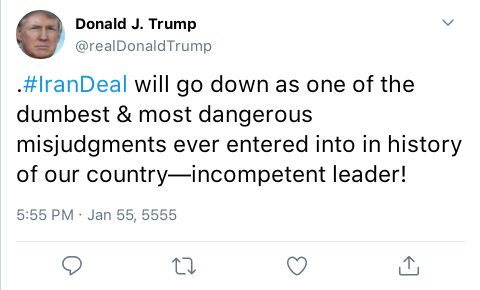 Donald J. Trump
@realDonaldTrump
.#IranDeal will go down as one of the
dumbest & most dangerous
misjudgments ever entered into in history
of our country—incompetent leader!
5:55 PM · Jan 55, 5555